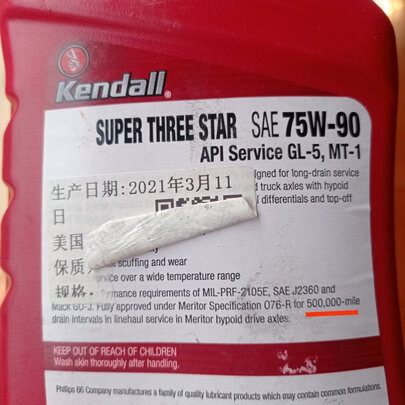 Kendall®
SUPER THREE STAR SAE 75W-90
API Service GL-5, MT-1
生产日期:2021年3月11
igned for long-drain service
日
d truck axles with hypoid
differentials and top-off
美国
保质
scuffing and wear
service over a wide temperature range
规格:
rmance requirements of MIL-PRF-2105E, SAE J2360 and
Mack GO-J. Fully approved under Meritor Specification O76-R for 500,000-mile
drain intervals in linehaul service in Meritor hypoid drive axles.
KEEP OUT OF REACH OF CHILDREN
Wash skin thoroughly after handling.
Phillips 66 Company manufactures a family of quality lubricant products which may contain one or